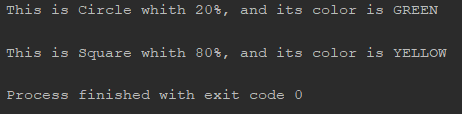 This is Circle whith 20%, and its color is GREEN
This is Square whith 80%, and its color is YELLOW
Process finished with exit code 0